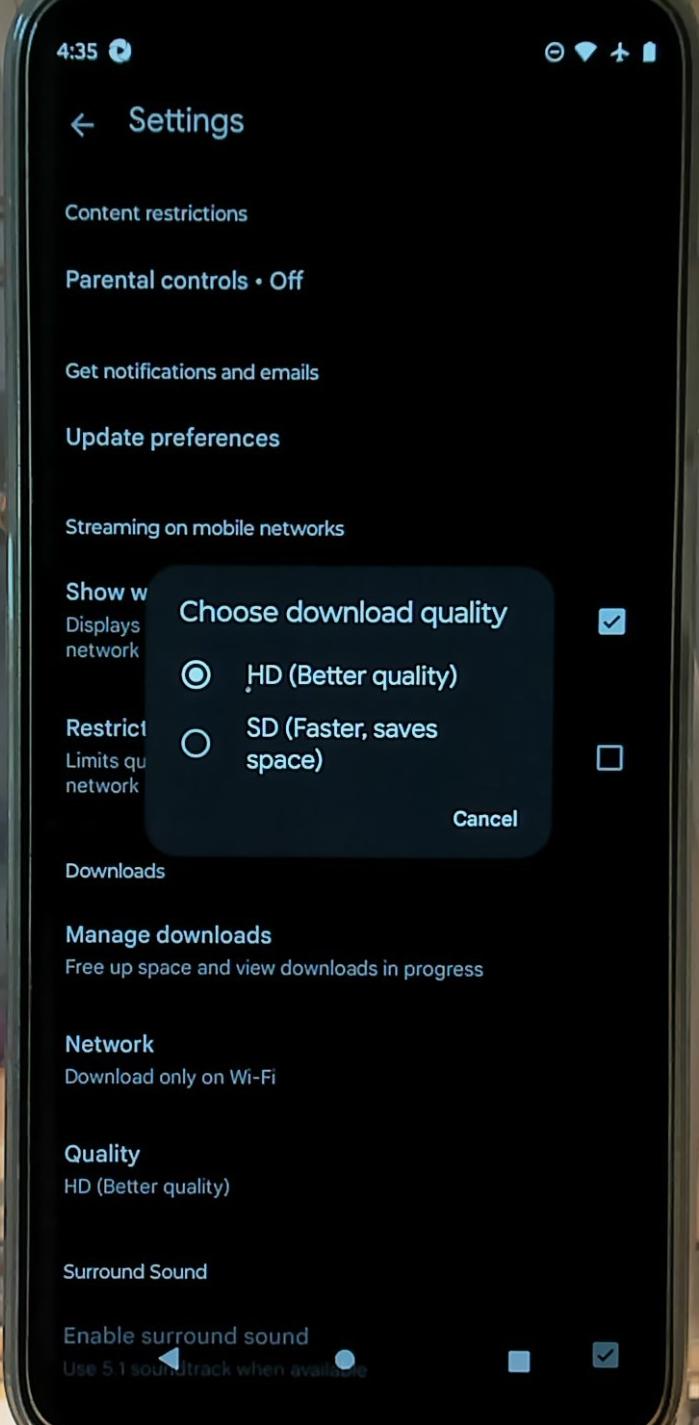 4:35
Settings
Content restrictions
Parental controls • Off
Get notifications and emails
Update preferences
Streaming on mobile networks
Show w
Displays
network
Choose download quality
HD (Better quality)
SD (Faster, saves
space)
Cancel
Restrict
Limits qu
network
Downloads
Manage downloads
Free up space and view downloads in progress
Network
Download only on Wi-Fi
Quality
HD (Better quality)
Surround Sound
Enable surround sound
Use 5.1 soundtrack when available